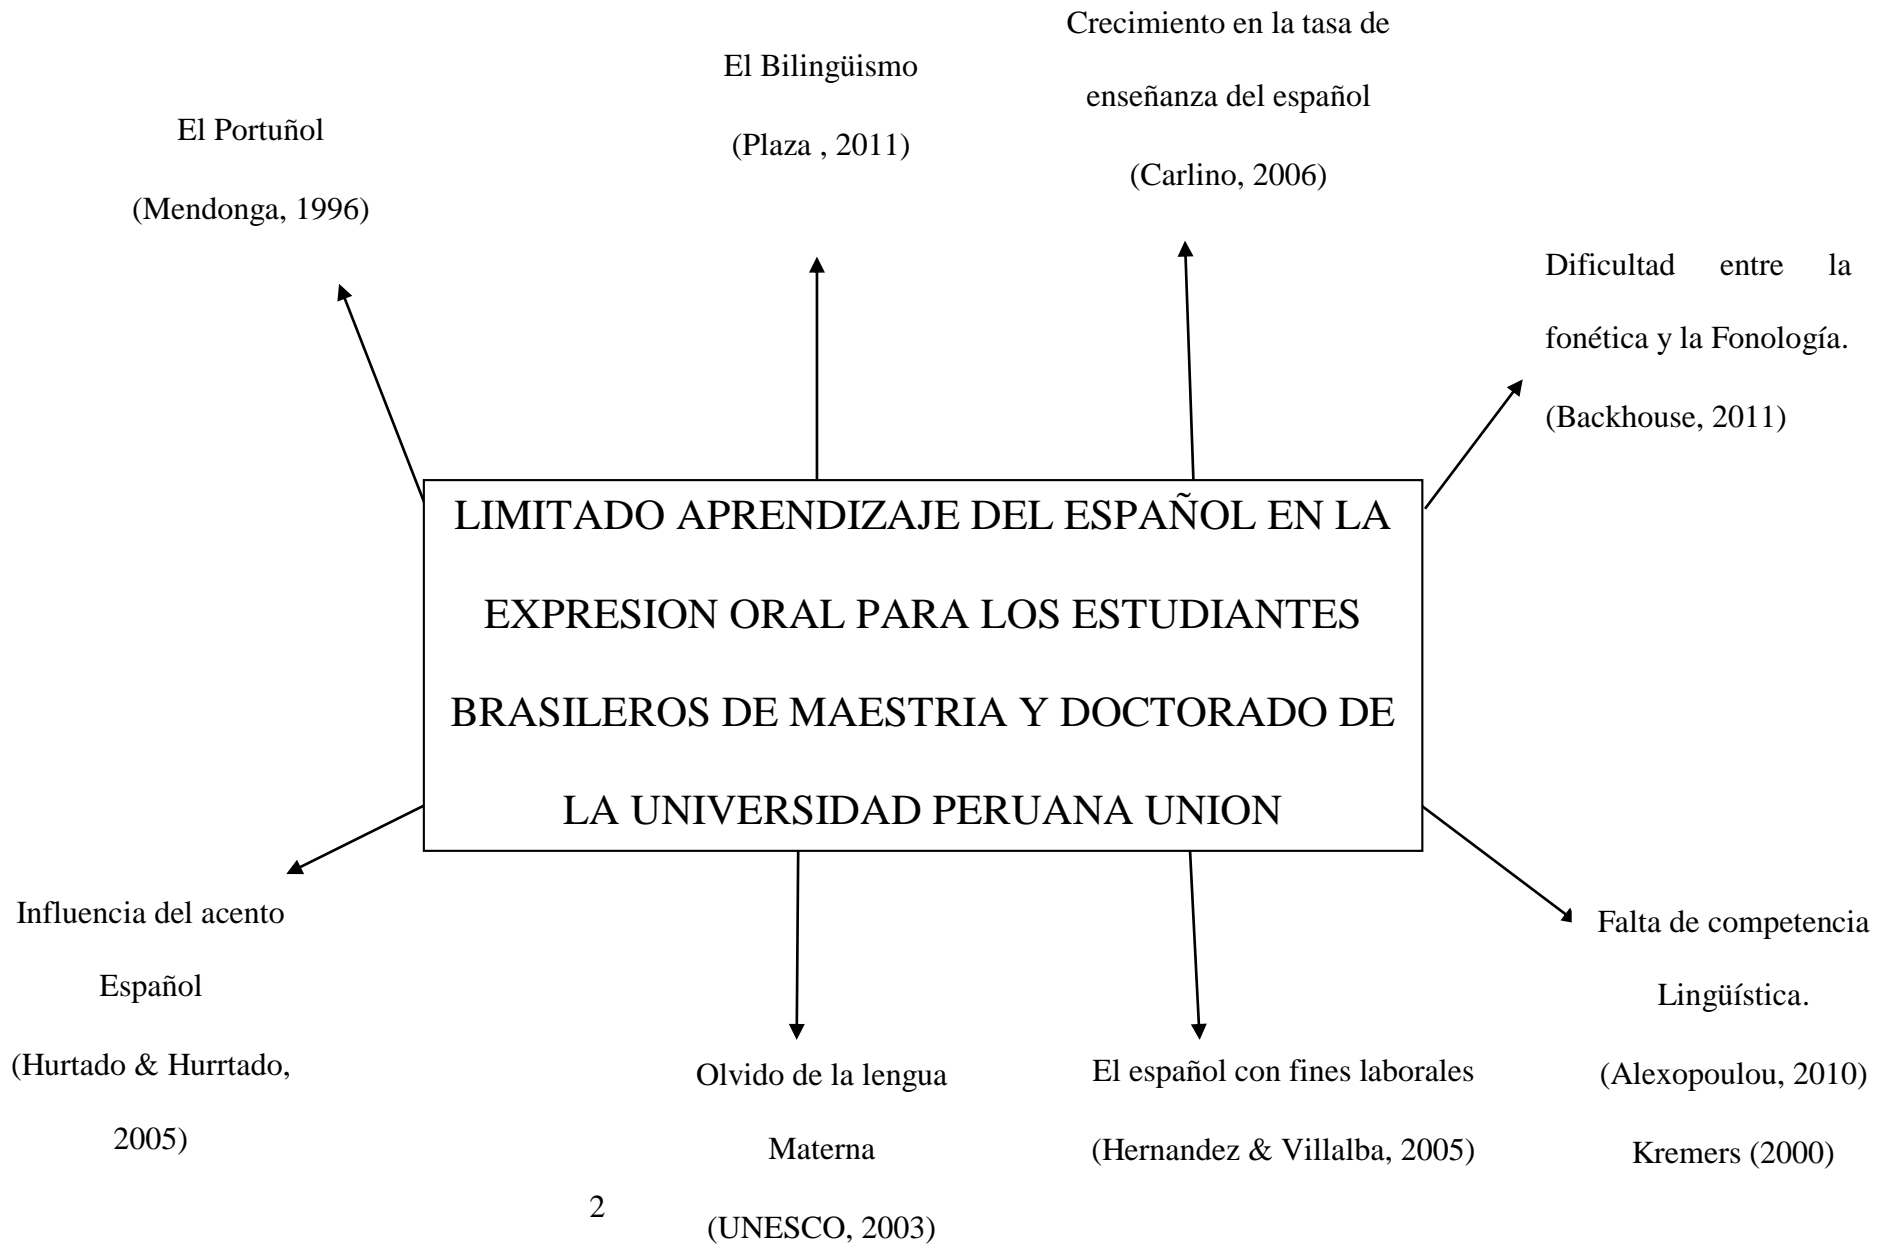 El Portuñol
(Mendonga, 1996)
El Bilingüismo
(Plaza , 2011)
Crecimiento en la tasa de
enseñanza del español
(Carlino, 2006)
Dificultad entre la
fonética y la Fonología.
(Backhouse, 2011)
LIMITADO APRENDIZAJE DEL ESPAÑOL EN LA
EXPRESION ORAL PARA LOS ESTUDIANTES
BRASILEROS DE MAESTRIA Y DOCTORADO DE
LA UNIVERSIDAD PERUANA UNION
Influencia del acento
Español
(Hurtado & Hurrtado,
2005)
Olvido de la lengua
Materna
(UNESCO, 2003)
El español con fines laborales
(Hernandez & Villalba, 2005)
Falta de competencia
Lingüística.
(Alexopoulou, 2010)
Kremers (2000)
2